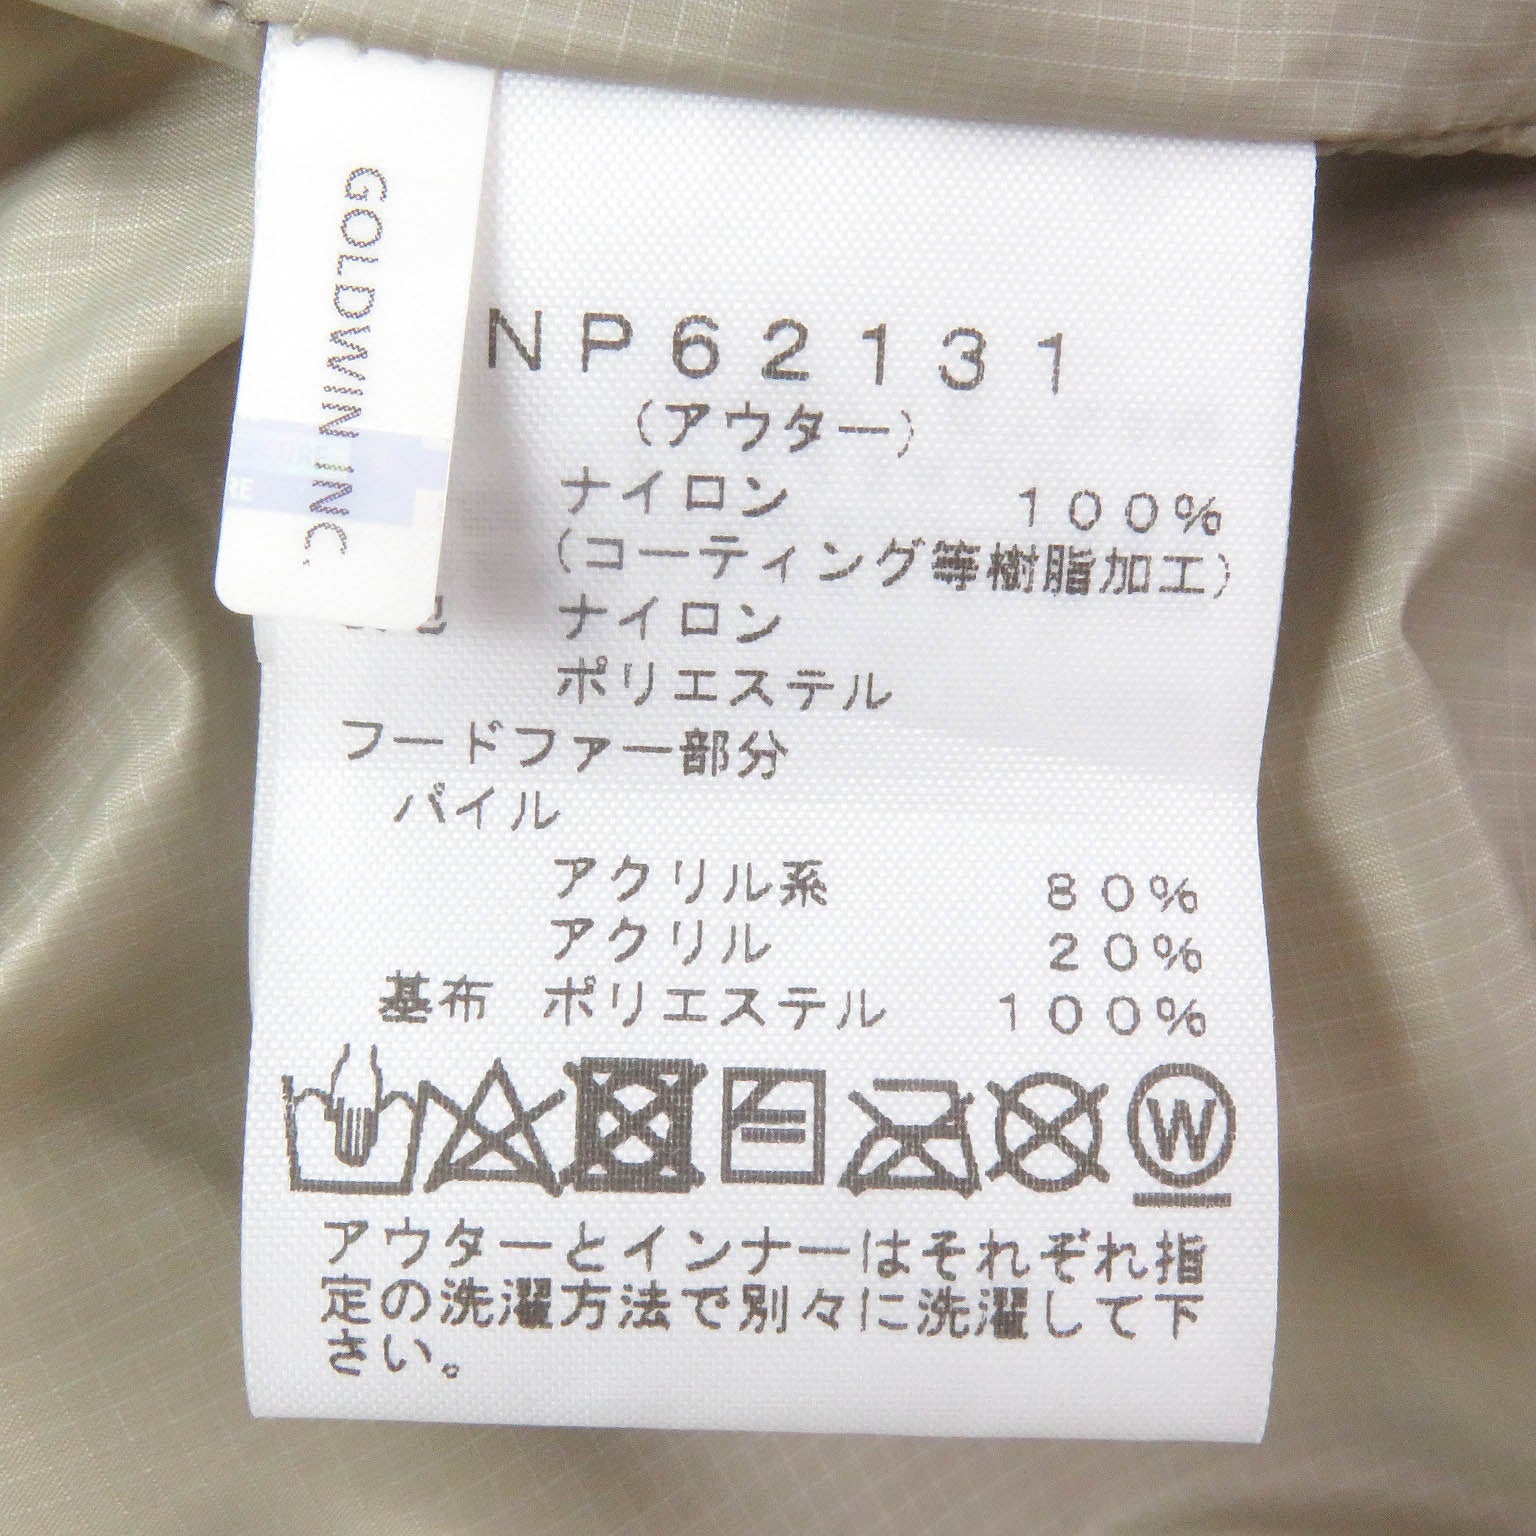 GOLDWIN INC.
NP62131
(アウター)
ナイロン 100%
(コーティング等樹脂加工)
ナイロン
ポリエステル
フードファー部分
パイル
アクリル系 80%
アクリル 20%
基布 ポリエステル 100%
W
アウターとインナーはそれぞれ指
定の洗濯方法で別々に洗濯して下
さい。